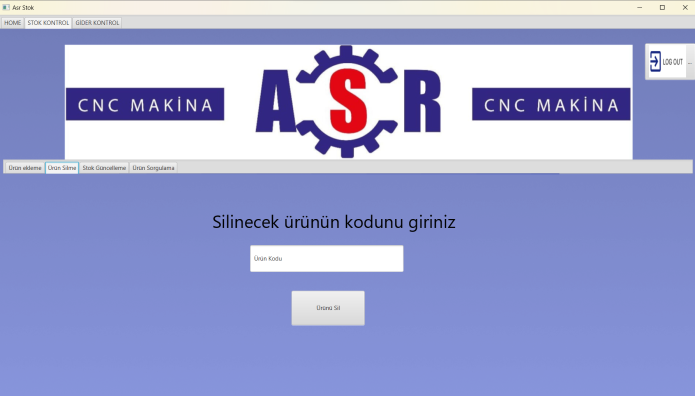 Asr Stok
HOME STOK KONTROL GİDER KONTROL
CNC MAKİNA ASR CNC MAKİNA
LOG OUT ...
Ürün ekleme Ürün Silme Stok Güncelleme Ürün Sorgulama
Silinecek ürünün kodunu giriniz
Ürün Kodu
Ürünü Sil